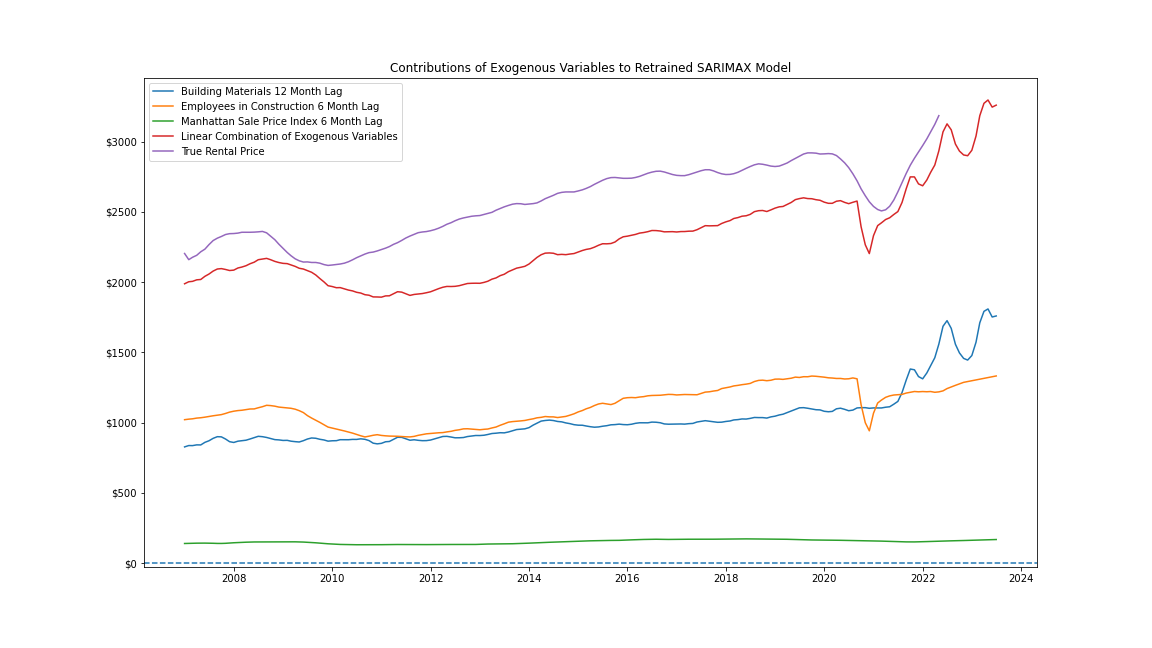 Contributions of Exogenous Variables to Retrained SARIMAX Model
Building Materials 12 Month Lag
Employees in Construction 6 Month Lag
Manhattan Sale Price Index 6 Month Lag
Linear Combination of Exogenous Variables
True Rental Price
$3000
$2500
$2000
$1500
$1000
$500
$0
2008 2010 2012 2014 2016 2018 2020 2022 2024